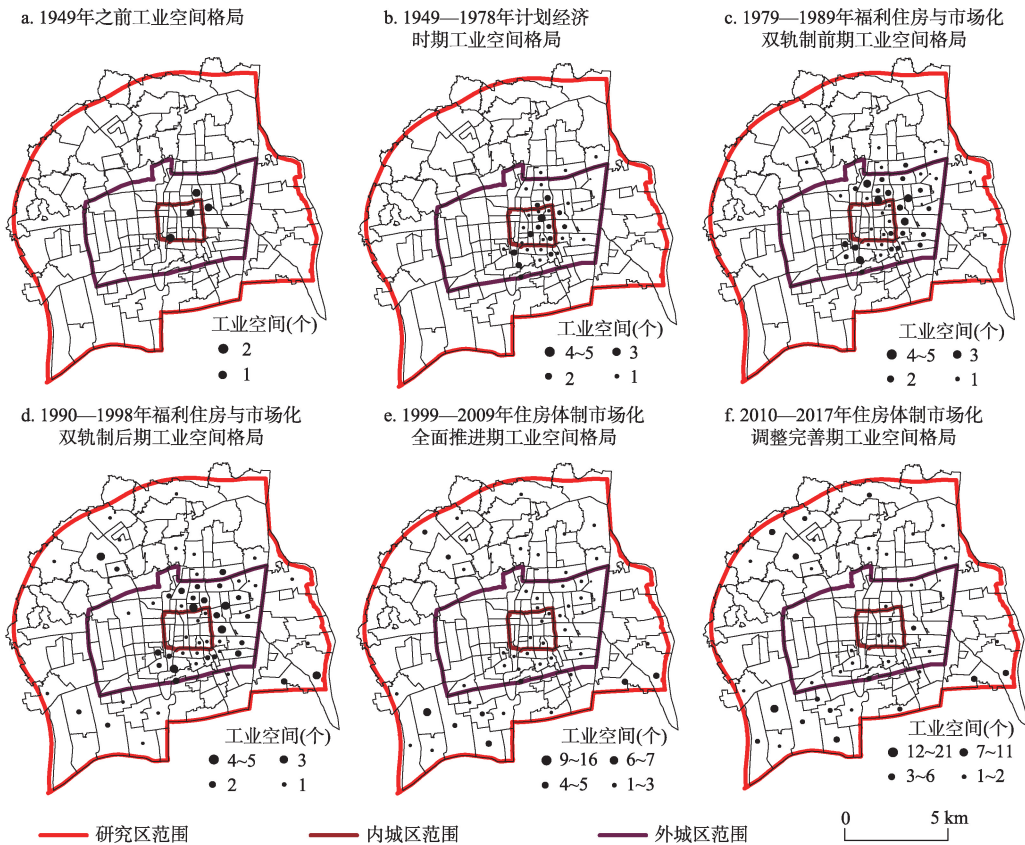 a. 1949年之前工业空间格局
b. 1949—1978年计划经济
时期工业空间格局
c. 1979—1989年福利住房与市场化
双轨制前期工业空间格局
工业空间(个)
2
1
工业空间(个)
4~5 3
2 1
工业空间(个)
4~5 3
2 1
d. 1990—1998年福利住房与市场化
双轨制后期工业空间格局
e. 1999—2009年住房体制市场化
全面推进期工业空间格局
f. 2010—2017年住房体制市场化
调整完善期工业空间格局
工业空间(个)
4~5 3
2 1
工业空间(个)
9~16 6~7
4~5 1~3
工业空间(个)
12~21 7~11
3~6 1~2
研究区范围 内城区范围 外城区范围
0 5 km